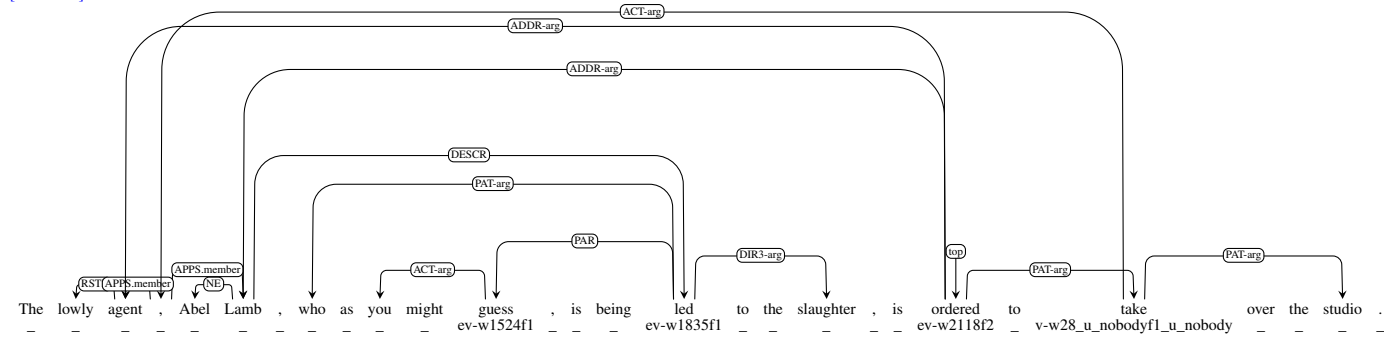 ACT-arg
ADDR-arg
ADDR-arg
DESCR
PAT-arg
PAR
top
DIR3-arg
PAT-arg
APPS.member
ACT-arg
PAT-arg
RST
APPS.member
NE
The lowly agent , Abel Lamb , who as you might guess , is being led to the slaughter , is ordered to take over the studio .
_ _ _ _ _ _ _ _ _ _ _ ev-w1524f1 _ _ _ ev-w1835f1 _ _ _ _ _ ev-w2118f2 _ v-w28_u_nobodyf1_u_nobody _ _ _ _